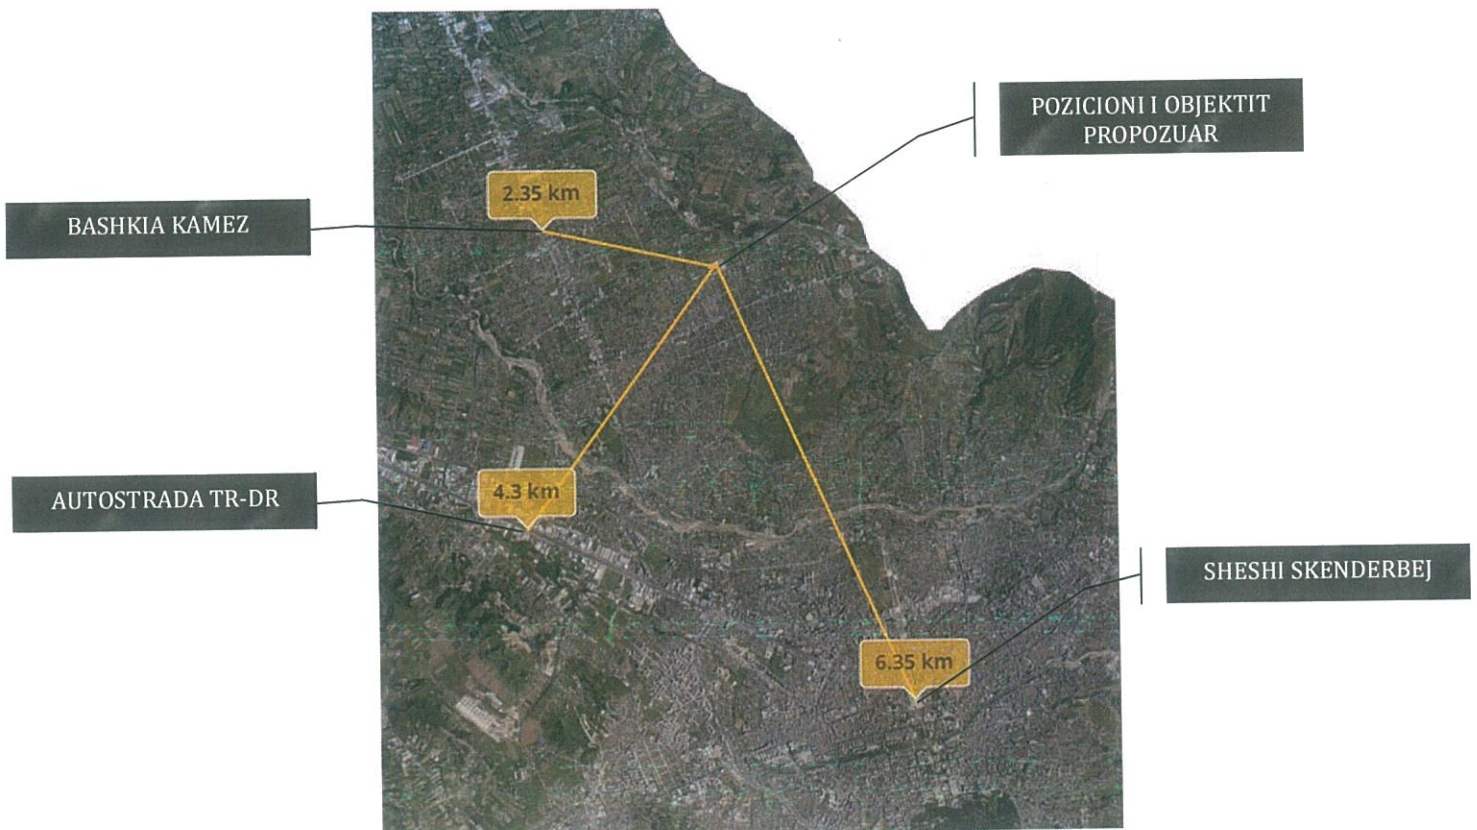 POZICIONI I OBJEKTIT
PROPOZUAR
2.35 km
BASHKIA KAMEZ
4.3 km
AUTOSTRADA TR-DR
SHESHI SKENDERBEJ
6.35 km